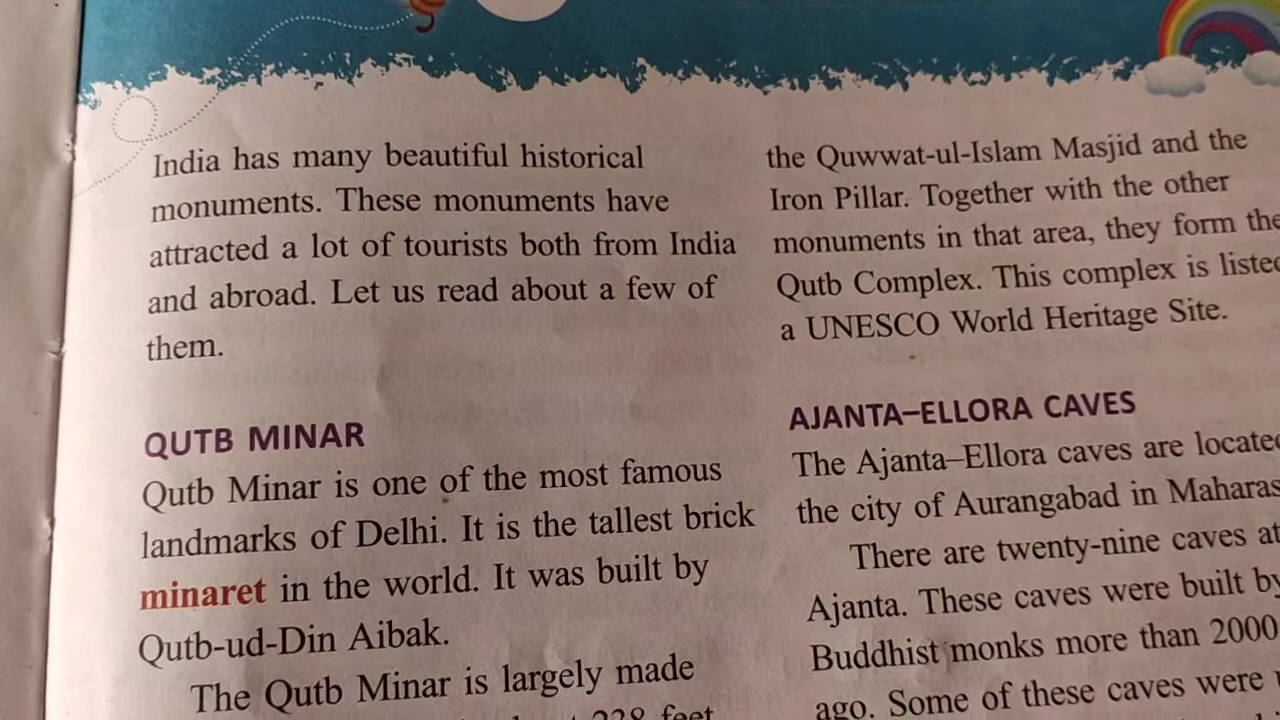 India has many beautiful historical
monuments. These monuments have
attracted a lot of tourists both from India
and abroad. Let us read about a few of
them.
QUTB MINAR
Qutb Minar is one of the most famous
landmarks of Delhi. It is the tallest brick
minaret in the world. It was built by
Qutb-ud-Din Aibak.
The Qutb Minar is largely made
feet
the Quwwat-ul-Islam Masjid and the
Iron Pillar. Together with the other
monuments in that area, they form the
Qutb Complex. This complex is listed
a UNESCO World Heritage Site.
AJANTA–ELLORA CAVES
The Ajanta–Ellora caves are located
the city of Aurangabad in
There are twenty-nine caves at
Ajanta. These caves were built by
Buddhist monks more than 2000
ago. Some of these caves were